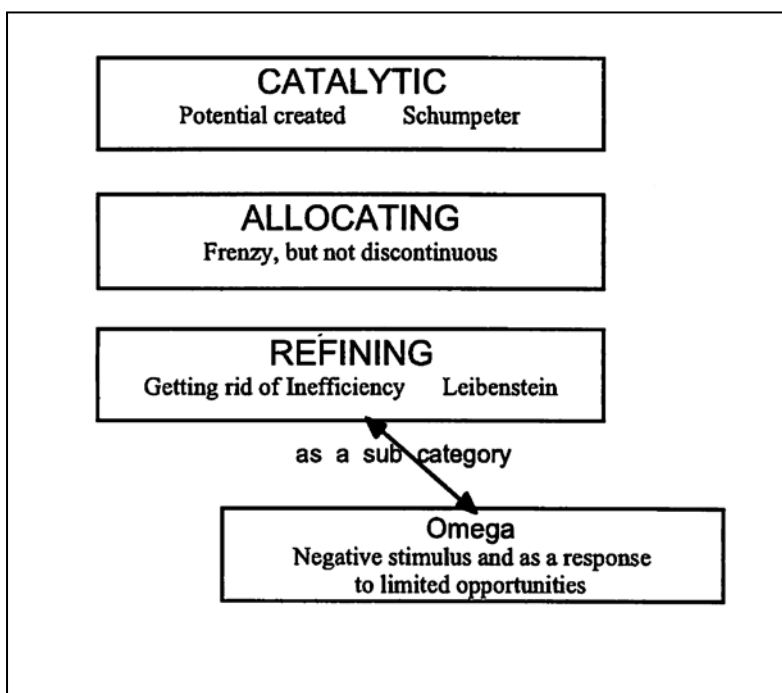 CATALYTIC
Potential created Schumpeter
ALLOCATING
Frenzy, but not discontinuous
REFINING
Getting rid of Inefficiency Leibenstein
as a sub category
Omega
Negative stimulus and as a response
to limited opportunities